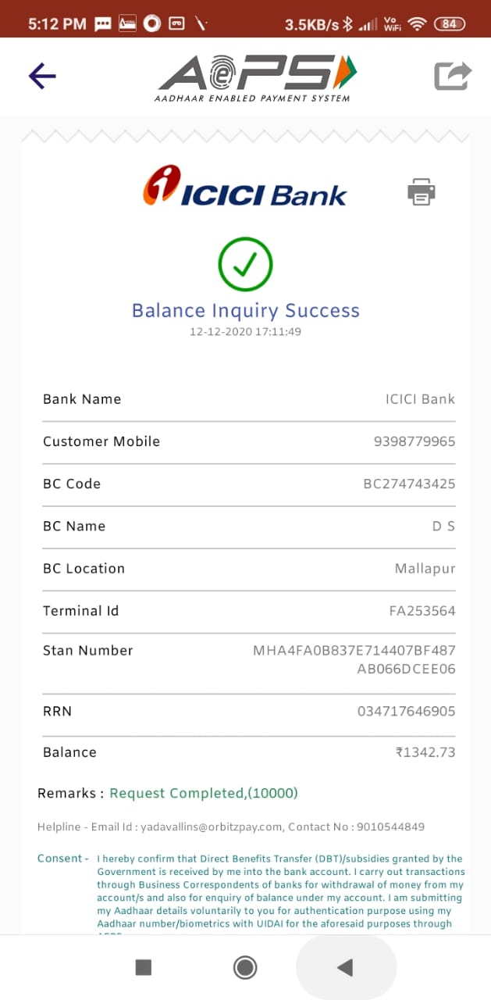 5:12 PM 3.5KB/s Vo WiFi 84
AePS
AADHAAR ENABLED PAYMENT SYSTEM
ICICI Bank
Balance Inquiry Success
12-12-2020 17:11:49
Bank Name ICICI Bank
Customer Mobile 9398779965
BC Code BC274743425
BC Name D S
BC Location Mallapur
Terminal Id FA253564
Stan Number MHA4FA0B837E714407BF487
AB066DCEE06
RRN 034717646905
Balance ₹1342.73
Remarks : Request Completed,(10000)
Helpline - Email Id : yadavallins@orbitzpay.com, Contact No : 9010544849
Consent - I hereby confirm that Direct Benefits Transfer (DBT)/subsidies granted by the
Government is received by me into the bank account. I carry out transactions
through Business Correspondents of banks for withdrawal of money from my
account/s and also for enquiry of balance under my account. I am submitting
my Aadhaar details voluntarily to you for authentication purpose using my
Aadhaar number/biometrics with UIDAI for the aforesaid purposes through